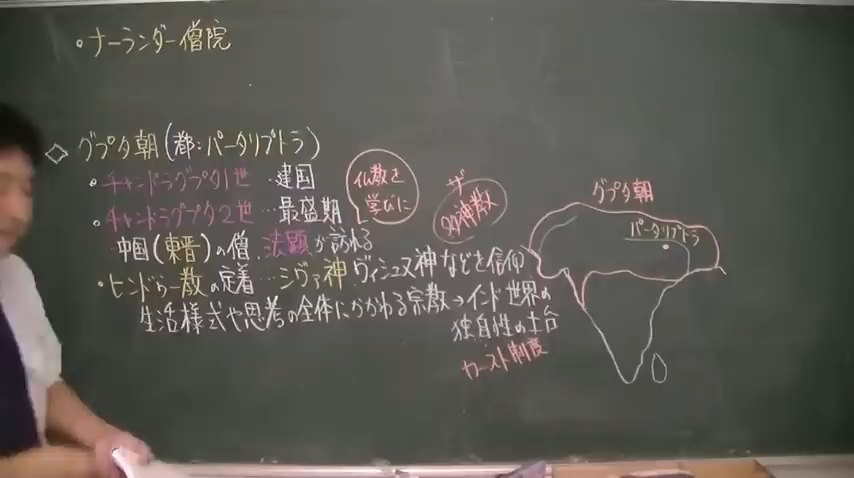 ・ナーランダー僧院
◇グプタ朝(都:パータリプトラ)
・チャンドラグプタ1世…建国
・チャンドラグプタ2世…最盛期
仏教を
学びに
・中国(東晋)の僧、法顕が訪れる
・ヒンドゥー教の定着…シヴァ神、ヴィシュヌ神などを信仰
ザ
多神教
生活様式や思考の全体にかかわる宗教→インド世界の
独自性の土台
カースト制度
グプタ朝
パータリプトラ